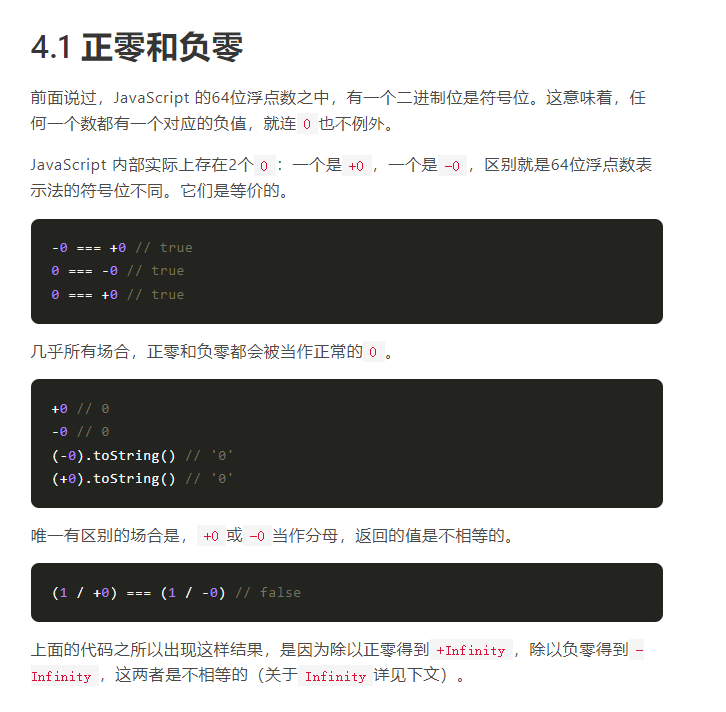 4.1 正零和负零
前面说过，JavaScript 的64位浮点数之中，有一个二进制位是符号位。这意味着，任
何一个数都有一个对应的负值，就连 0 也不例外。
JavaScript 内部实际上存在2个 0 ：一个是 +0 ，一个是 -0 ，区别就是64位浮点数表
示法的符号位不同。它们是等价的。
-0 === +0 // true
0 === -0 // true
0 === +0 // true
几乎所有场合，正零和负零都会被当作正常的 0 。
+0 // 0
-0 // 0
(-0).toString() // '0'
(+0).toString() // '0'
唯一有区别的场合是， +0 或 -0 当作分母，返回的值是不相等的。
(1 / +0) === (1 / -0) // false
上面的代码之所以出现这样结果，是因为除以正零得到 +Infinity ，除以负零得到 -
Infinity ，这两者是不相等的（关于 Infinity 详见下文）。